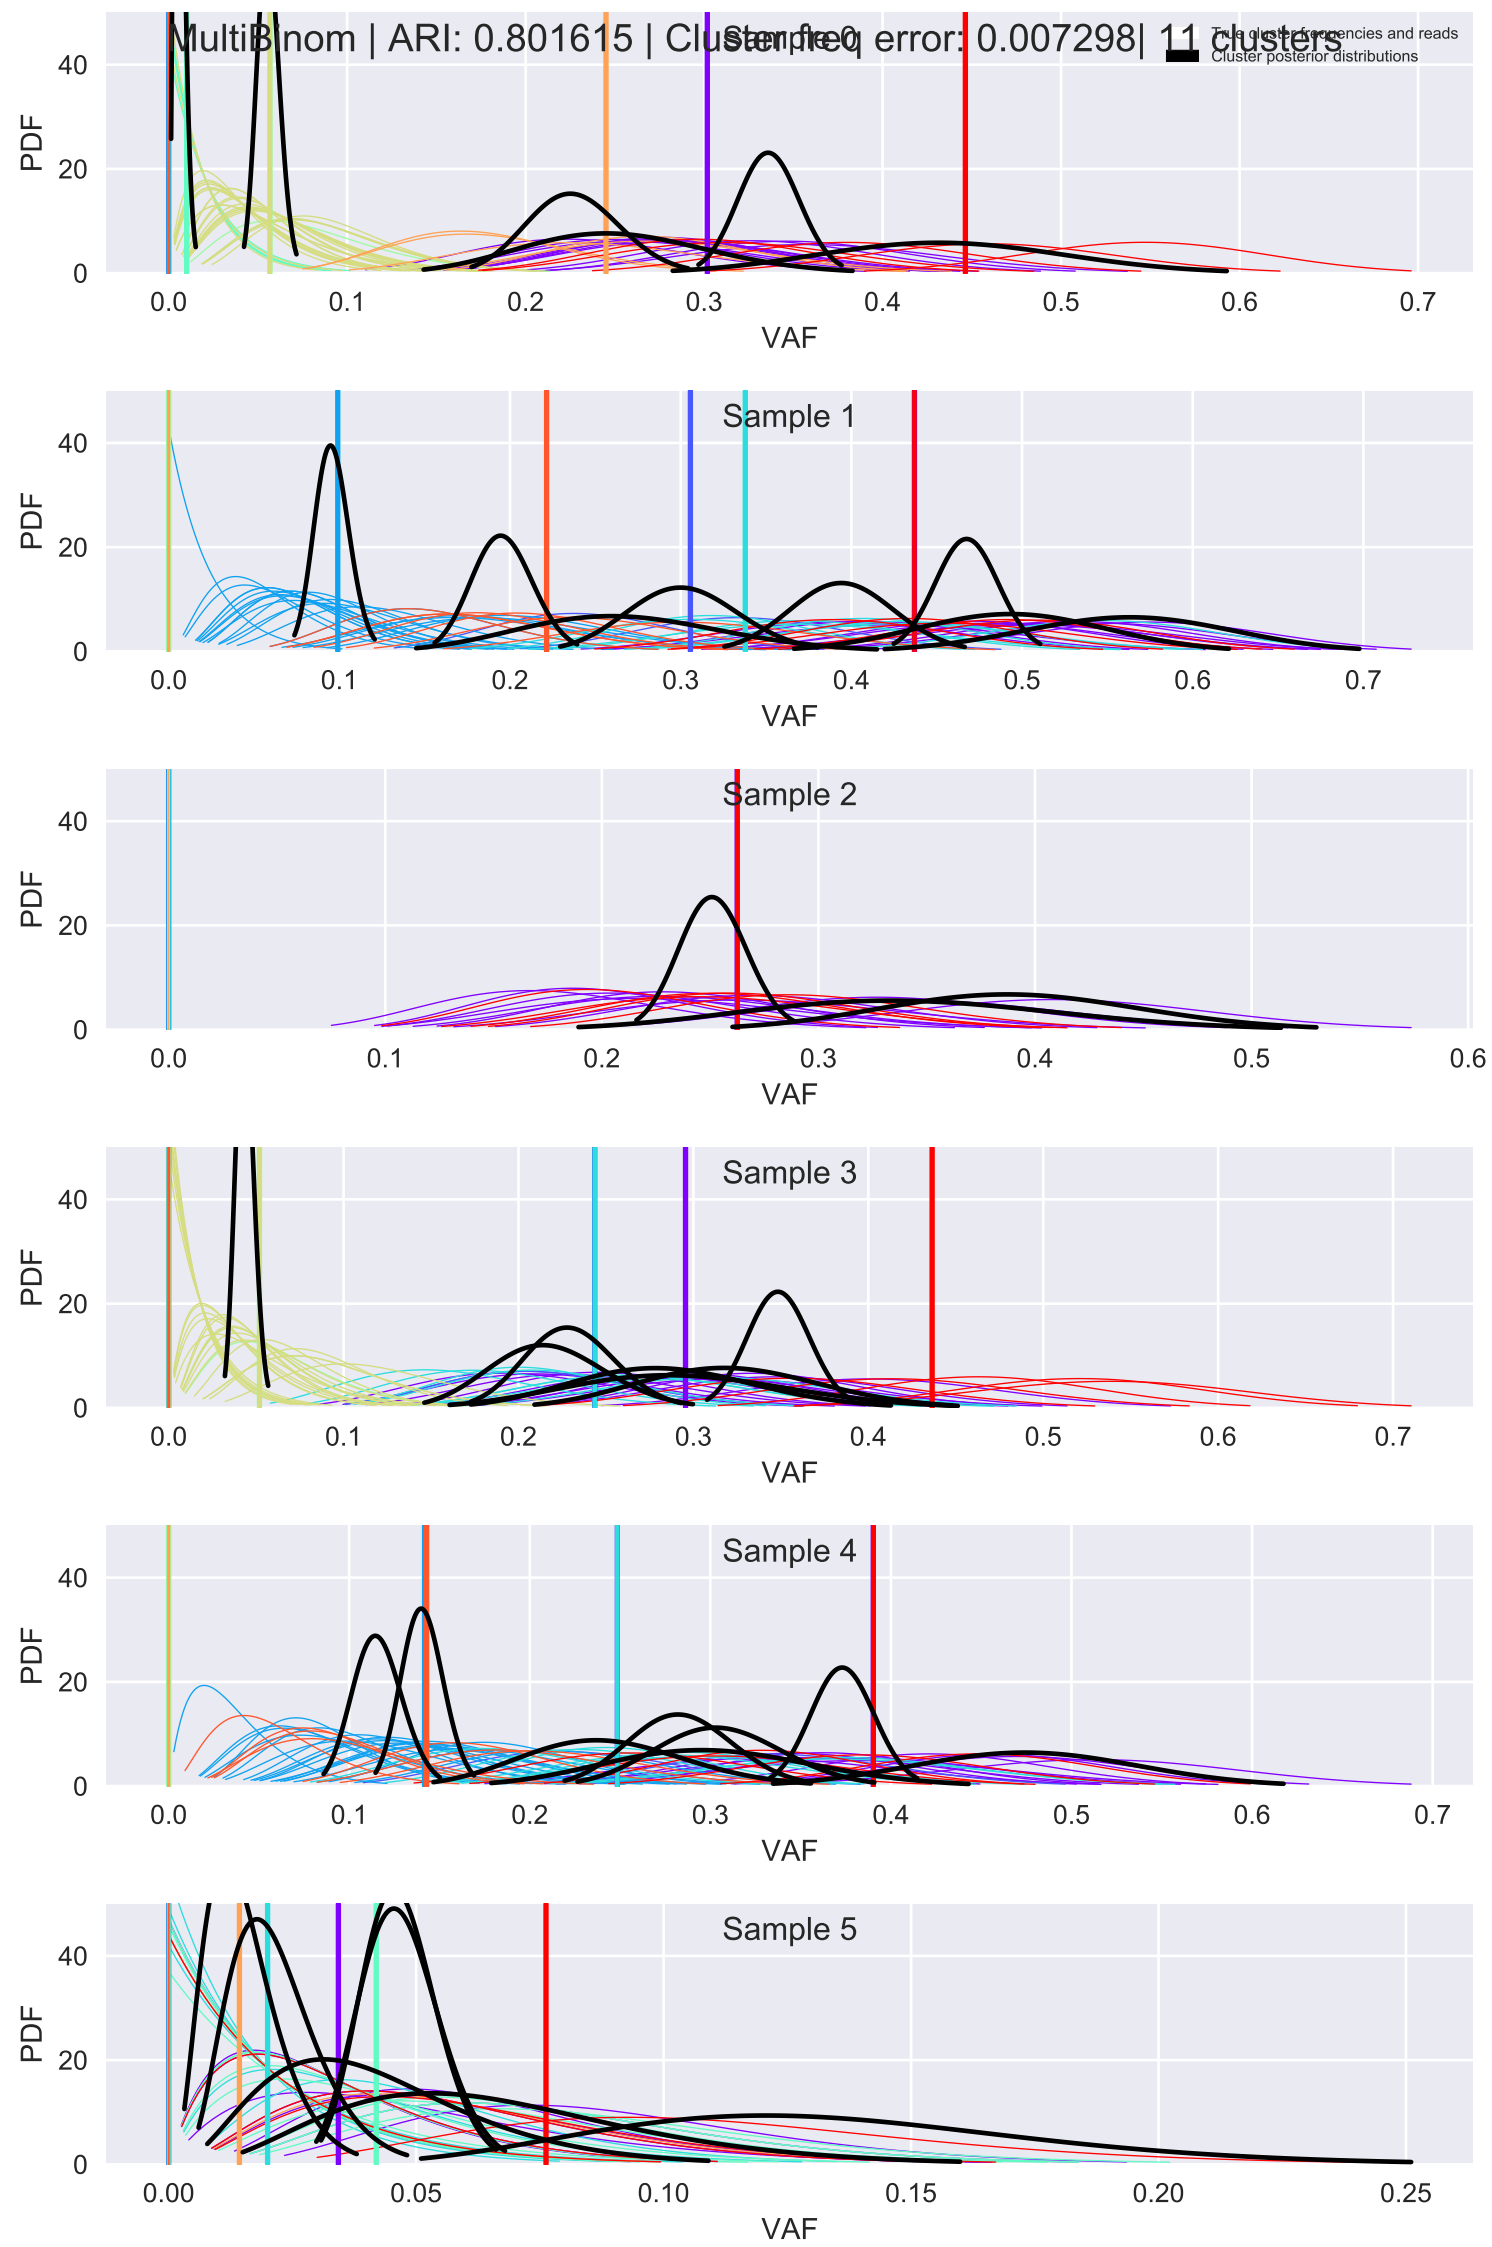 MultiBinom | ARI: 0.801615 | Cluster freq error: 0.007298| 11 clusters
Sample 0
True cluster frequencies and reads
Cluster posterior distributions
40
20
0
PDF
0.0 0.1 0.2 0.3 0.4 0.5 0.6 0.7
VAF
Sample 1
40
20
0
PDF
0.0 0.1 0.2 0.3 0.4 0.5 0.6 0.7
VAF
Sample 2
40
20
0
PDF
0.0 0.1 0.2 0.3 0.4 0.5 0.6
VAF
Sample 3
40
20
0
PDF
0.0 0.1 0.2 0.3 0.4 0.5 0.6 0.7
VAF
Sample 4
40
20
0
PDF
0.0 0.1 0.2 0.3 0.4 0.5 0.6 0.7
VAF
Sample 5
40
20
0
PDF
0.00 0.05 0.10 0.15 0.20 0.25
VAF